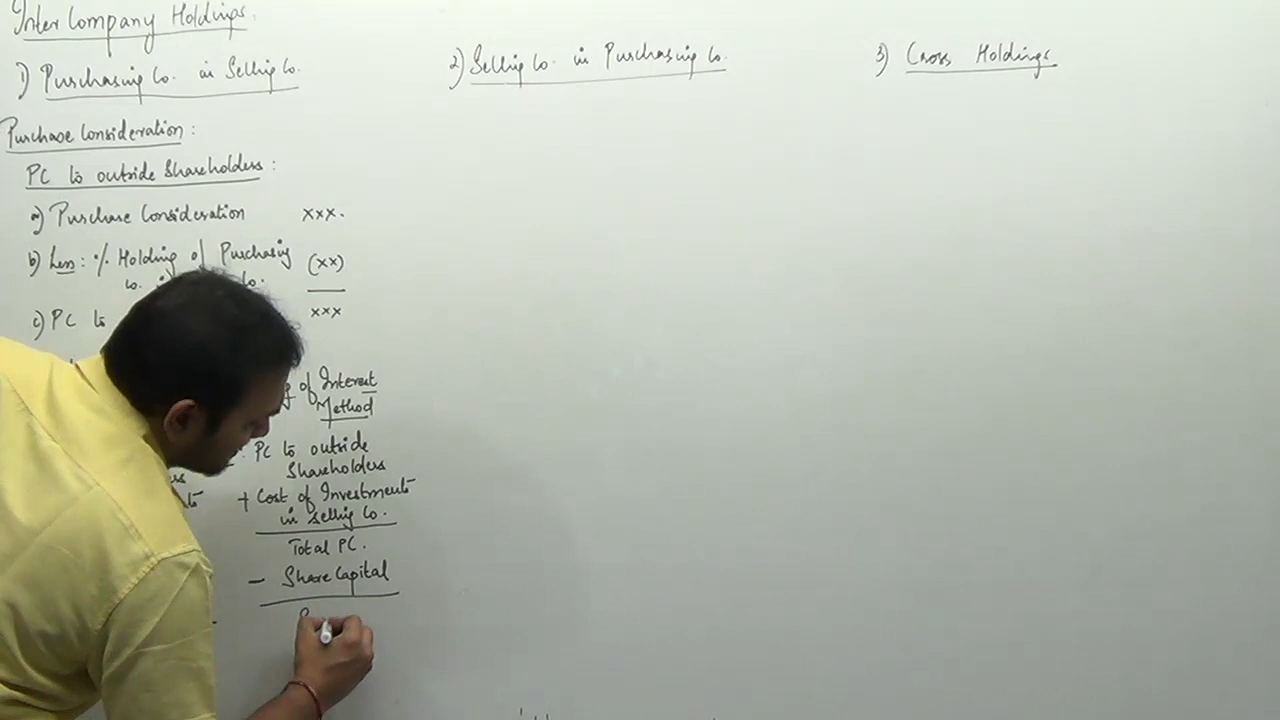 Inter Company Holdings.
1) Purchasing Co. in Selling Co.
2) Selling Co. in Purchasing Co.
3) Cross Holdings
Purchase Consideration :
PC to outside Shareholders :
a) Purchase Consideration xxx.
b) Less : % Holding of Purchasing (xx)
co.
c) PC to xxx
of Interest
Method
: PC to outside
Shareholders
+ Cost of Investments
in Selling Co.
Total PC.
- Share Capital